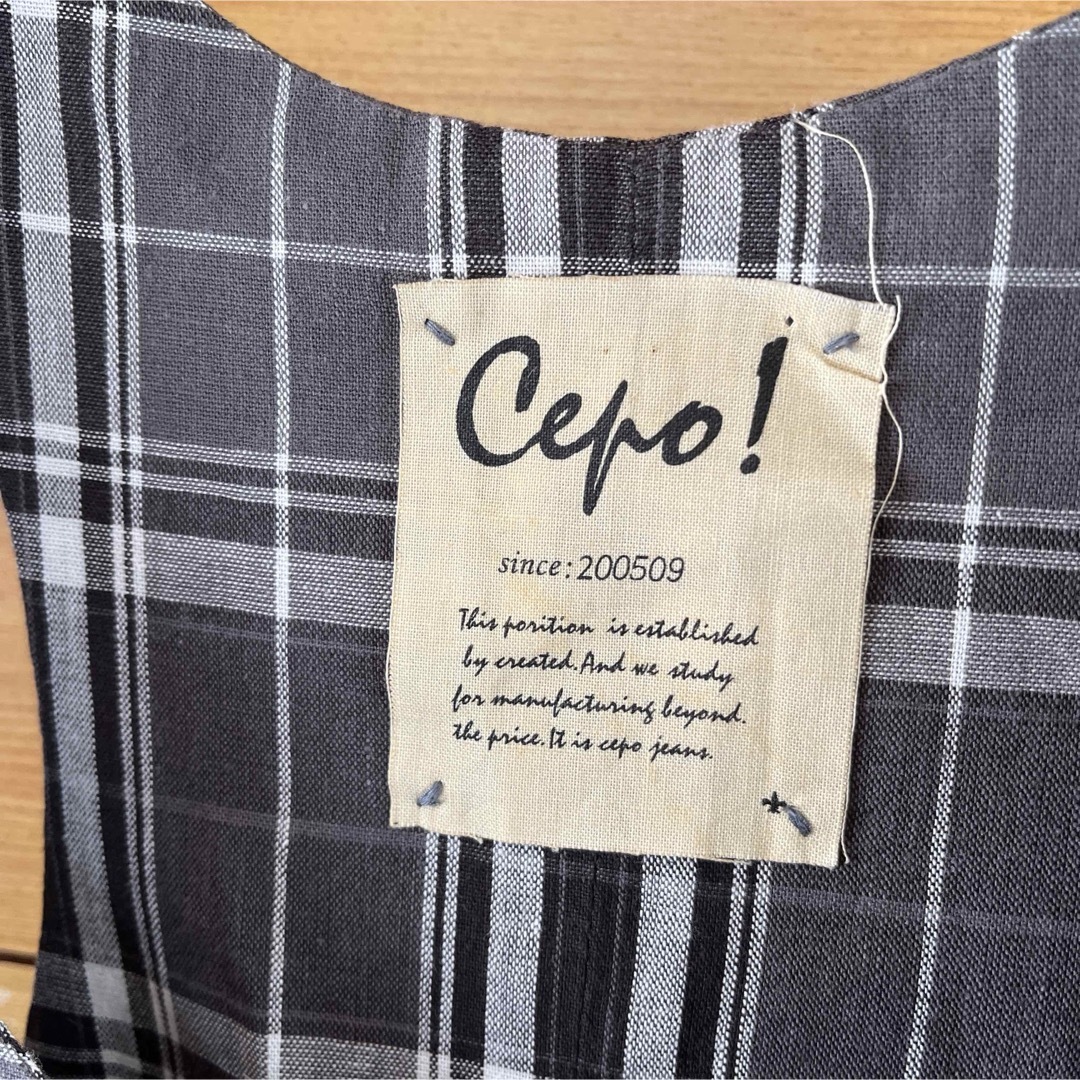 Cepo!
since:200509
This porition is established
by created.And we study
for manufacturing beyond.
the price.It is cepo jeans.